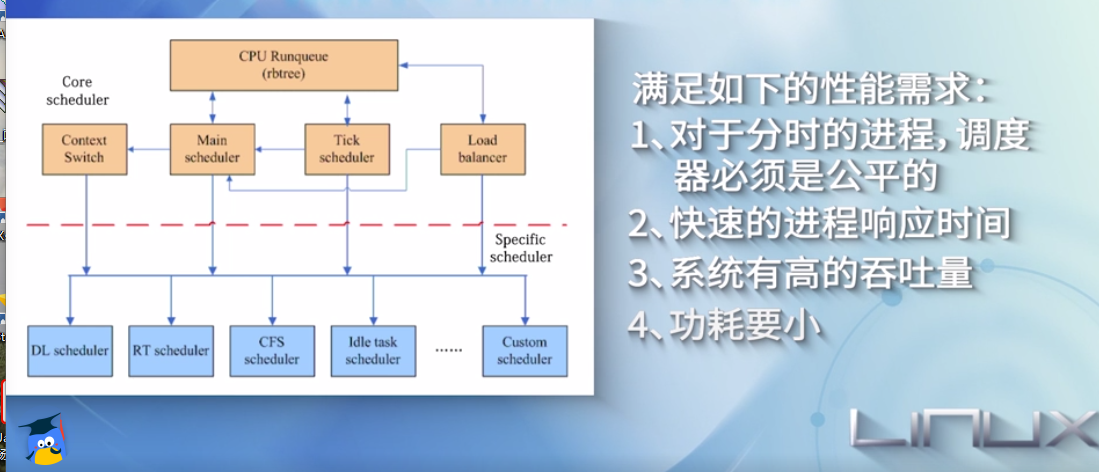 CPU Runqueue
(rbtree)
Core
scheduler
Context
Switch
Main
scheduler
Tick
scheduler
Load
balancer
Specific
scheduler
DL scheduler
RT scheduler
CFS
scheduler
Idle task
scheduler
......
Custom
scheduler
满足如下的性能需求：
1、对于分时的进程，调度
器必须是公平的
2、快速的进程响应时间
3、系统有高的吞吐量
4、功耗要小
LINUX